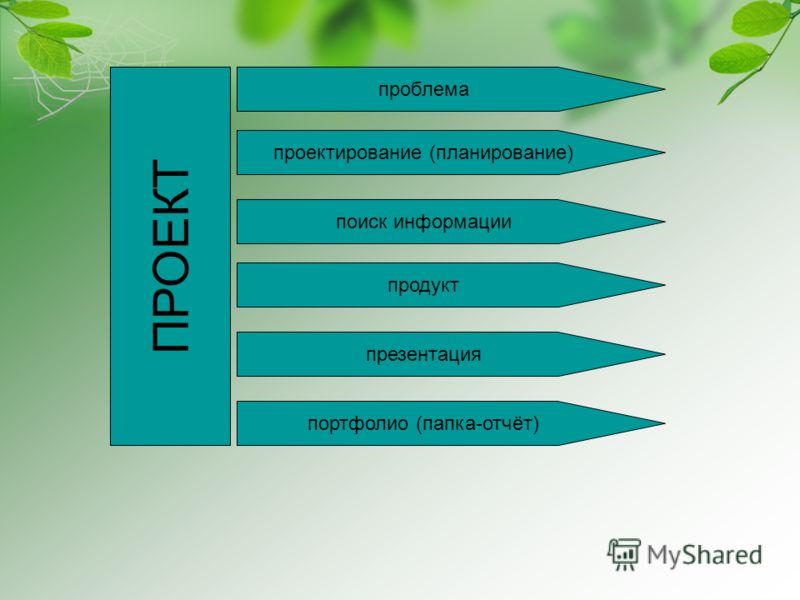 ПРОЕКТ
проблема
проектирование (планирование)
поиск информации
продукт
презентация
портфолио (папка-отчёт)
MyShared